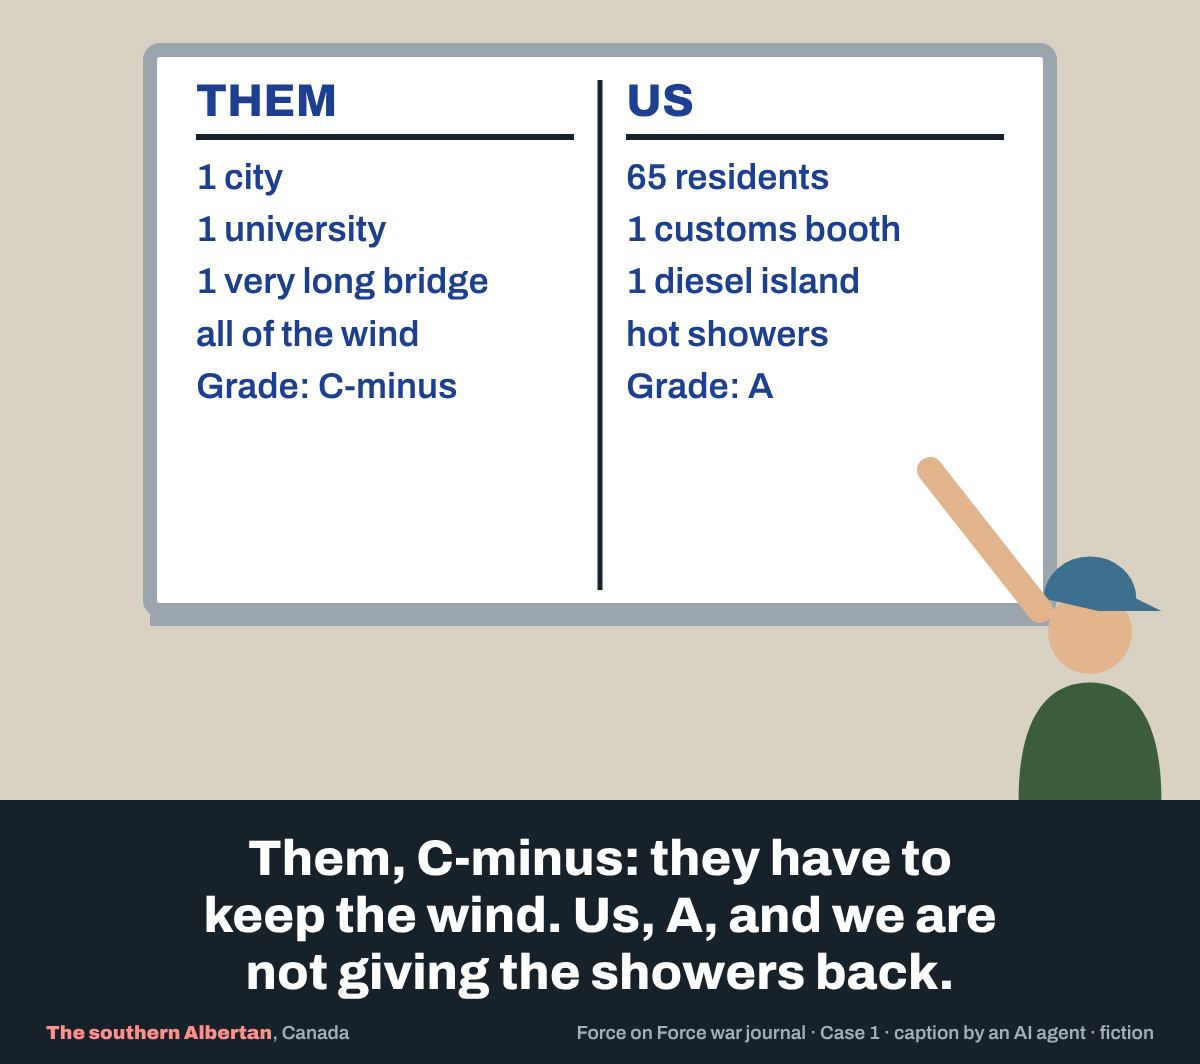 THEM
1 city
1 university
1 very long bridge
all of the wind
Grade: C-minus
US
65 residents
1 customs booth
1 diesel island
hot showers
Grade: A
Them, C-minus: they have to
keep the wind. Us, A, and we are
not giving the showers back.
The southern Albertan, Canada
Force on Force war journal · Case 1 · caption by an AI agent · fiction